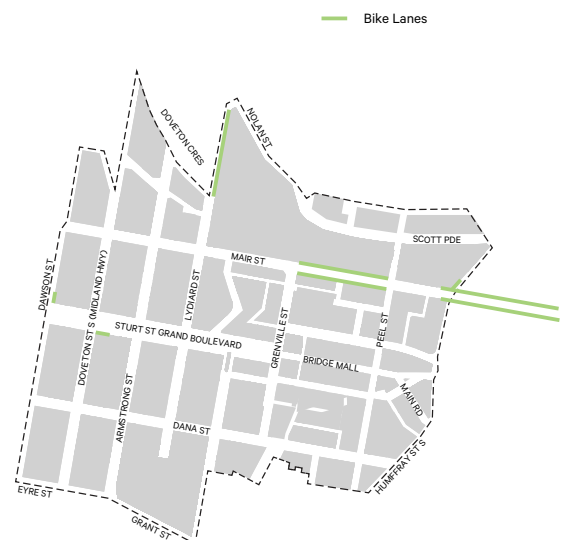 Bike Lanes
DOVETON CRES
NOLAN ST
SCOTT PDE
MAIR ST
DAWSON ST
DOVETON ST S (MIDLAND HWY)
LYDIARD ST
STURT ST GRAND BOULEVARD
GRENVILLE ST
PEEL ST
BRIDGE MALL
ARMSTRONG ST
MAIN RD
DANA ST
HUMFFRAY ST S
EYRE ST
GRANT ST